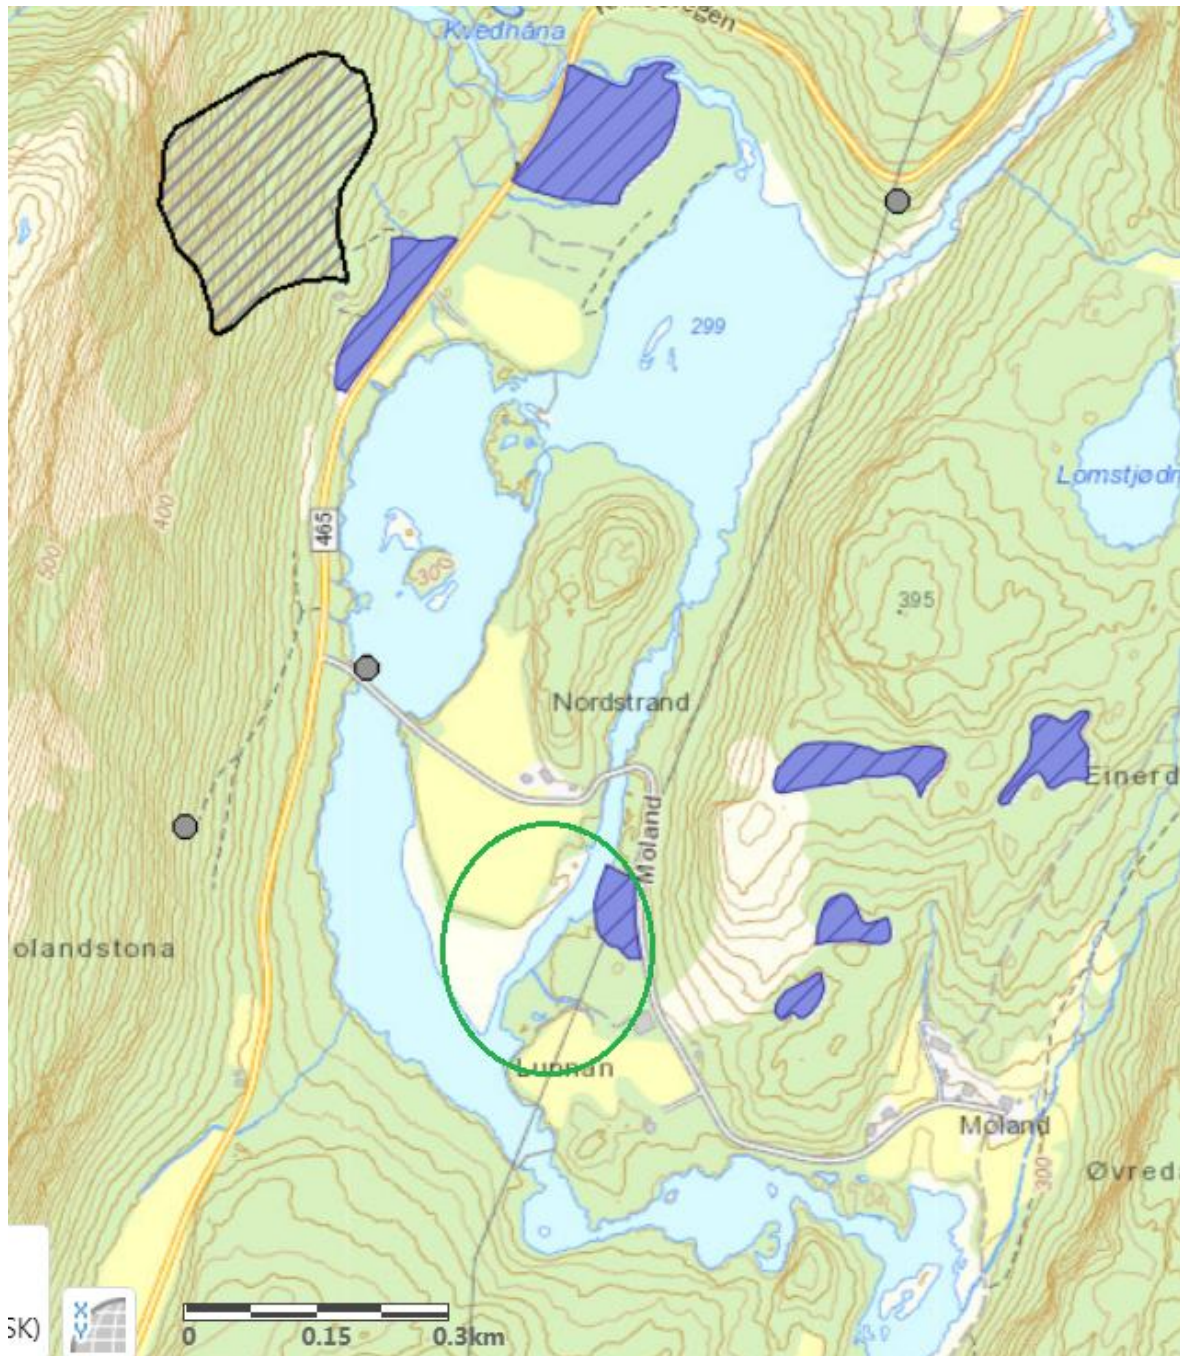 Kvednåna
299
Lomstjødn
465
400
500
300
395
Nordstrand
Einerd
Moland
olandstona
Lunnan
Moland
300
Øvreda
SK)
X
Y
0 0.15 0.3km